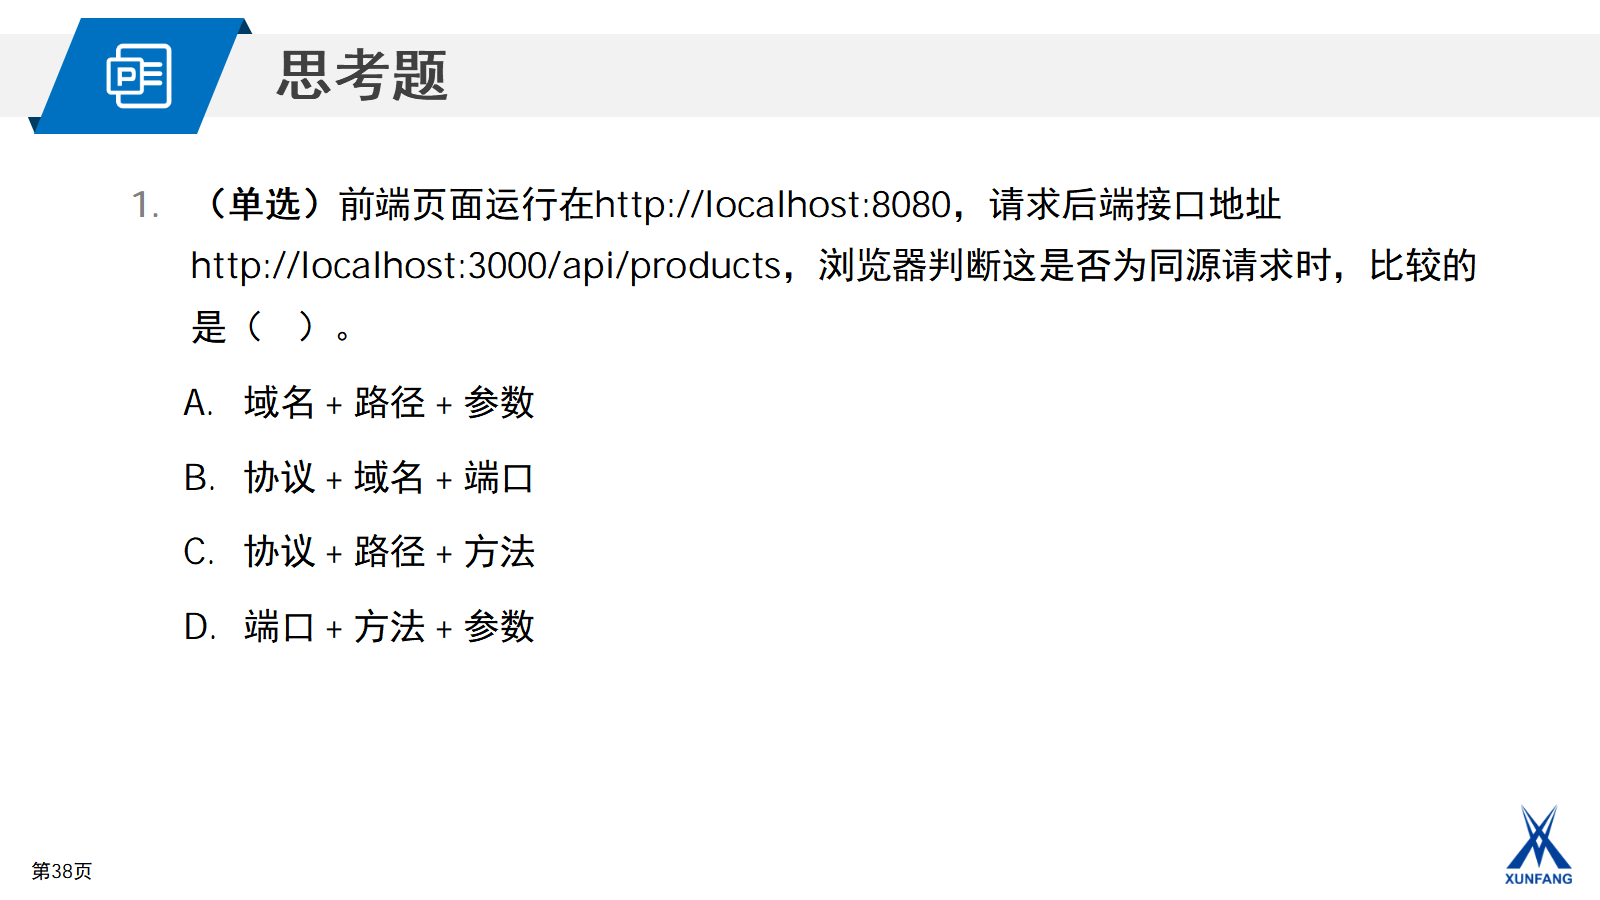 思考题
1. （单选）前端页面运行在http://localhost:8080，请求后端接口地址
http://localhost:3000/api/products，浏览器判断这是否为同源请求时，比较的
是（　）。
A. 域名 + 路径 + 参数
B. 协议 + 域名 + 端口
C. 协议 + 路径 + 方法
D. 端口 + 方法 + 参数
第38页
XUNFANG